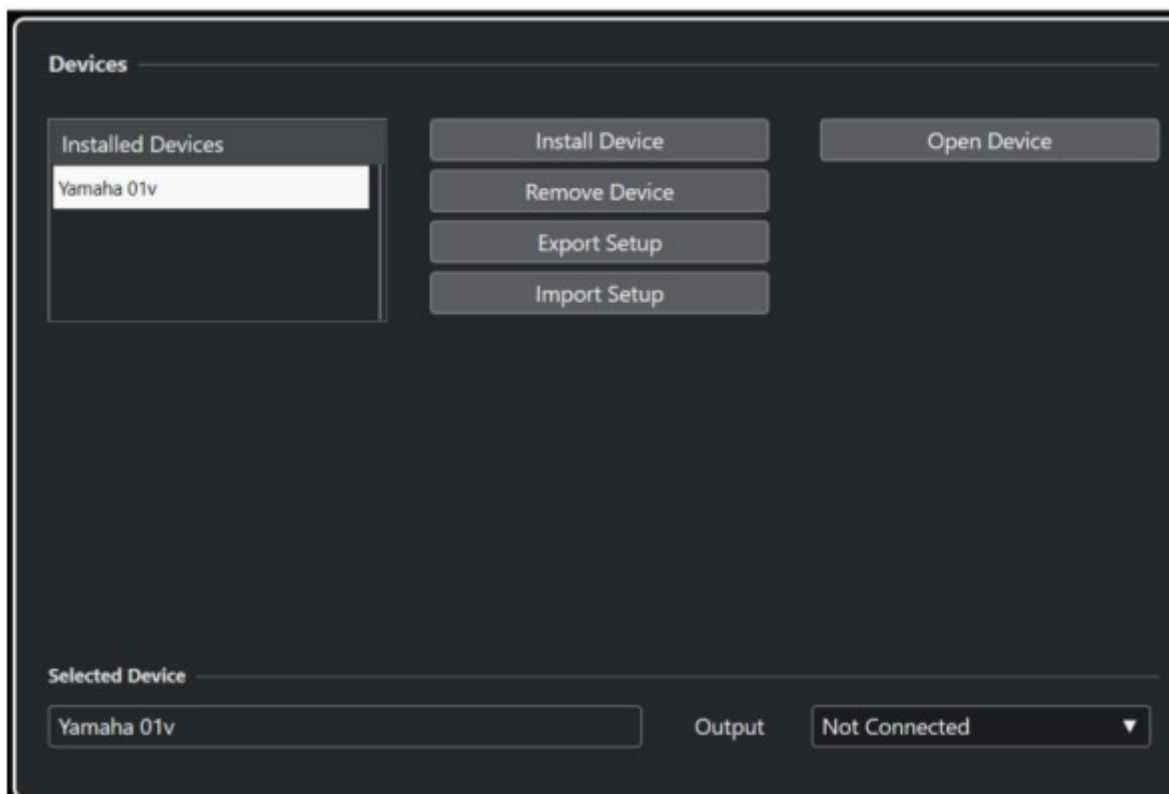 Devices
Installed Devices
Yamaha 01v
Install Device
Remove Device
Export Setup
Import Setup
Open Device
Selected Device
Yamaha 01v
Output
Not Connected